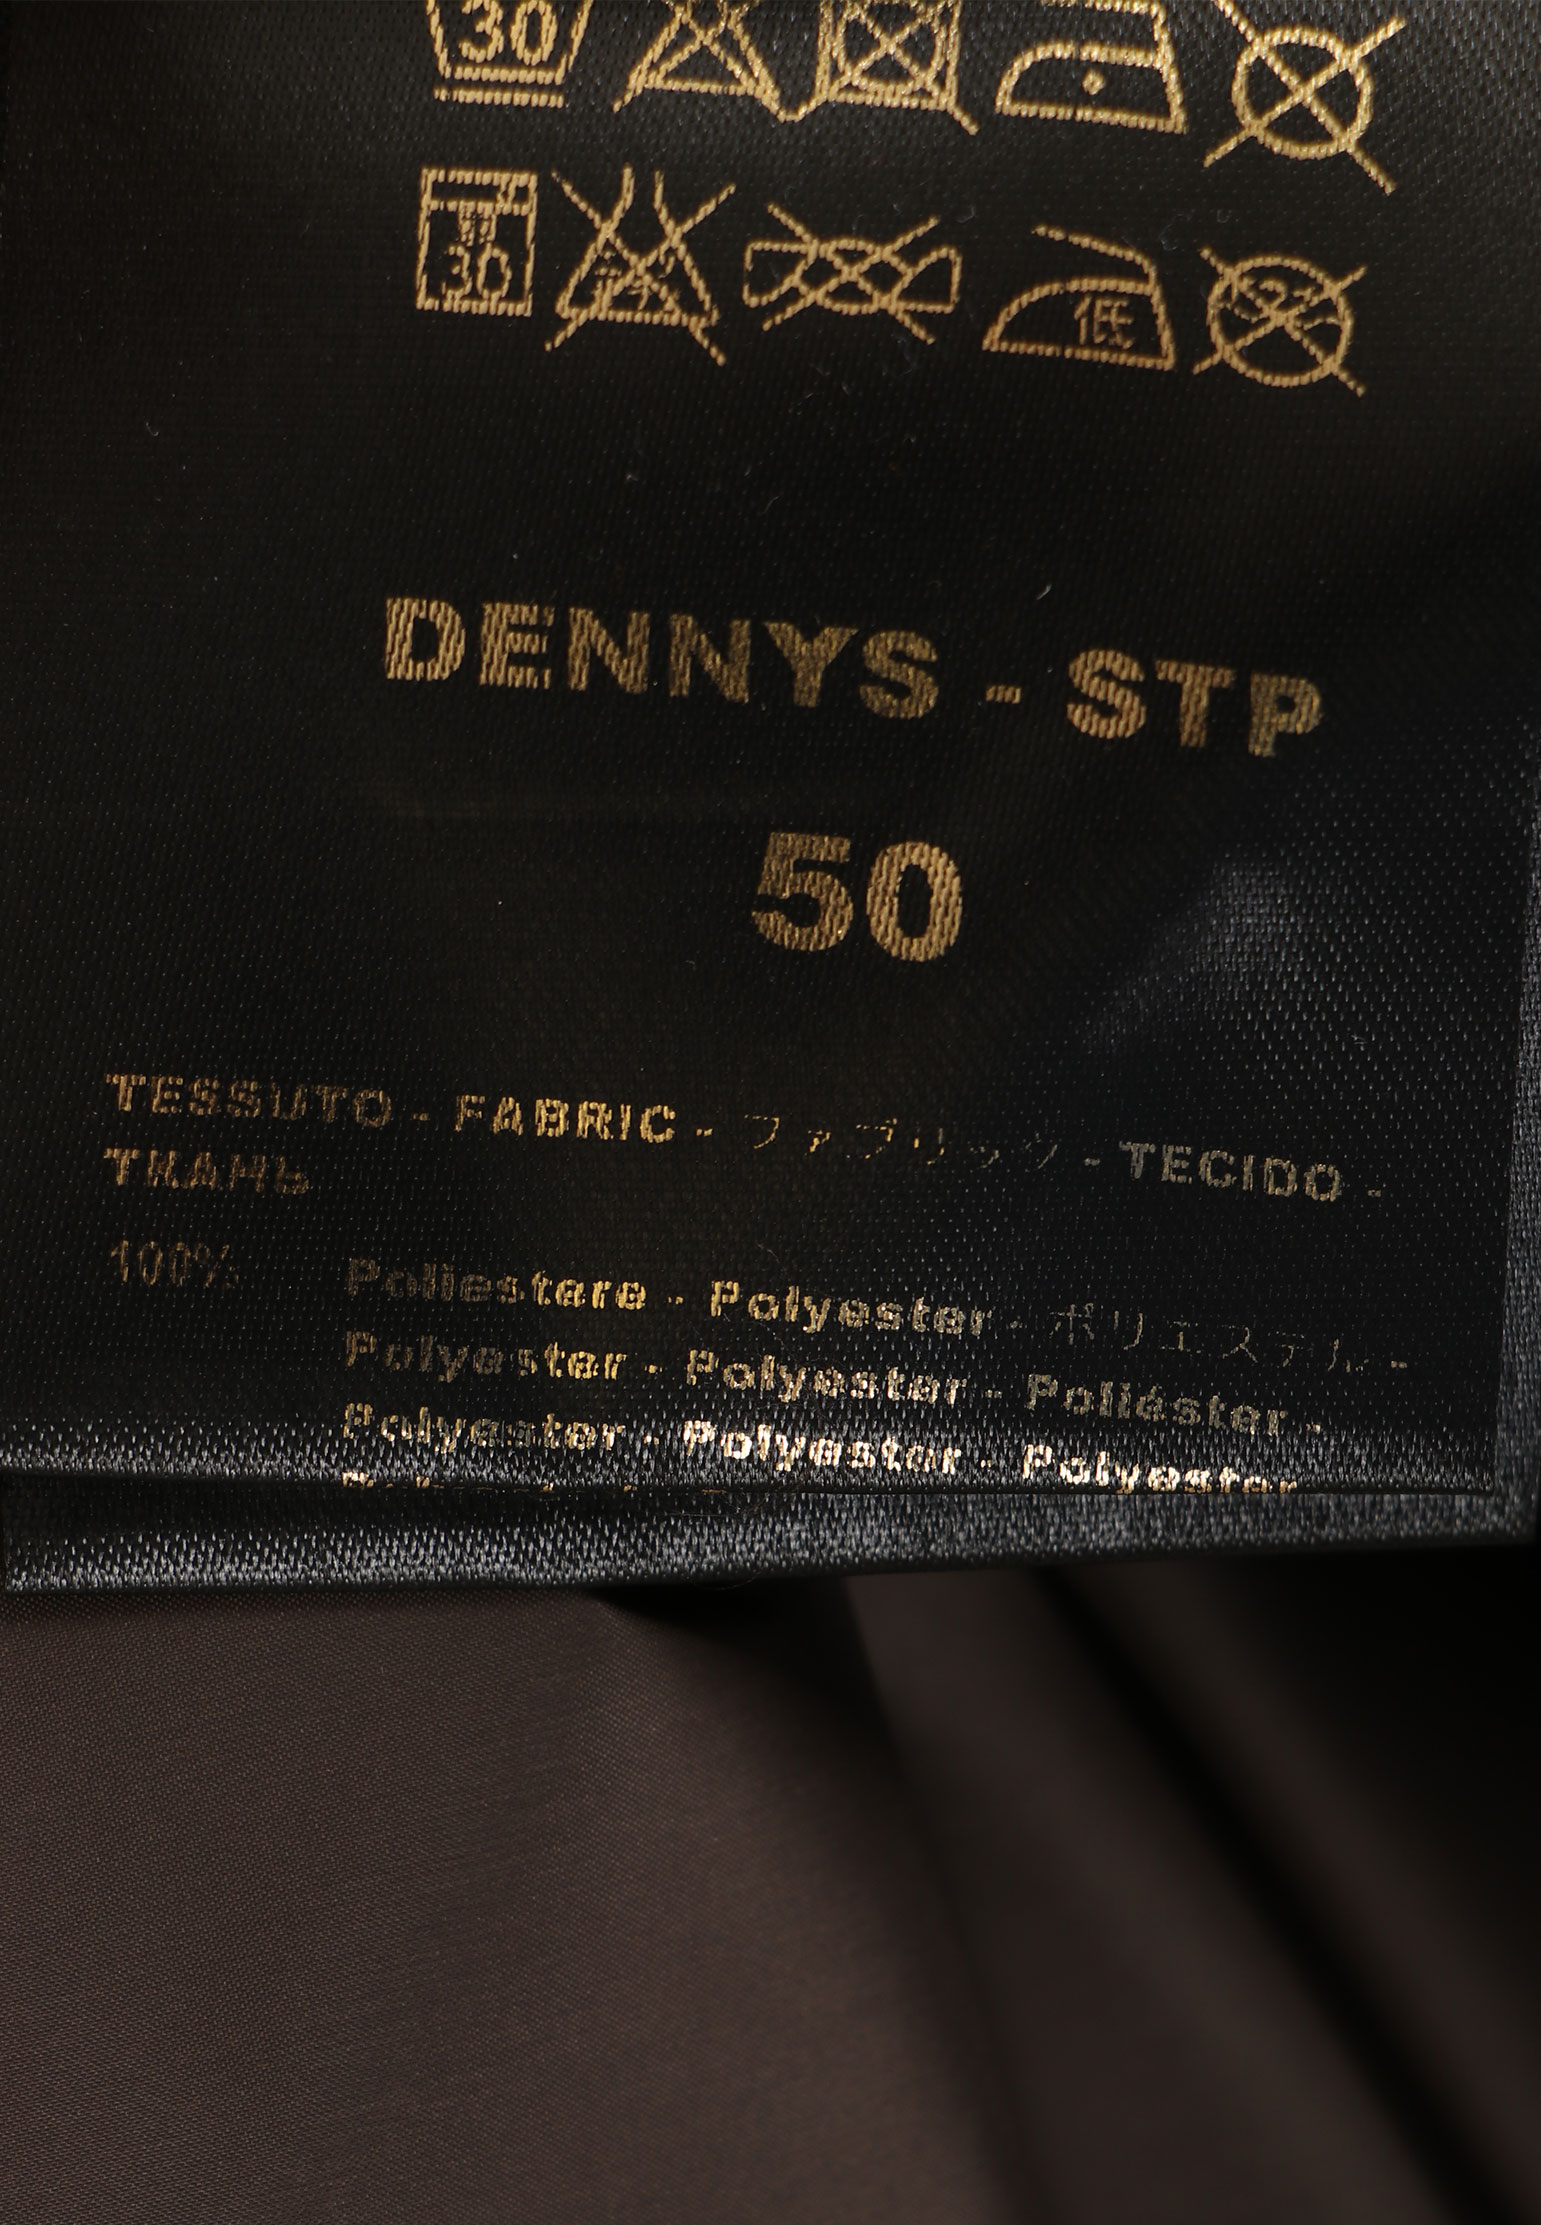 30
30
低
DENNYS - STP
50
TESSUTO - FABRIC - ファブリック - TECIDO -
ТКАНЬ
100% Poliestere - Polyester - ポリエステル -
Polyester - Polyester - Poliéster -
Polyester - Polyester - Polyester